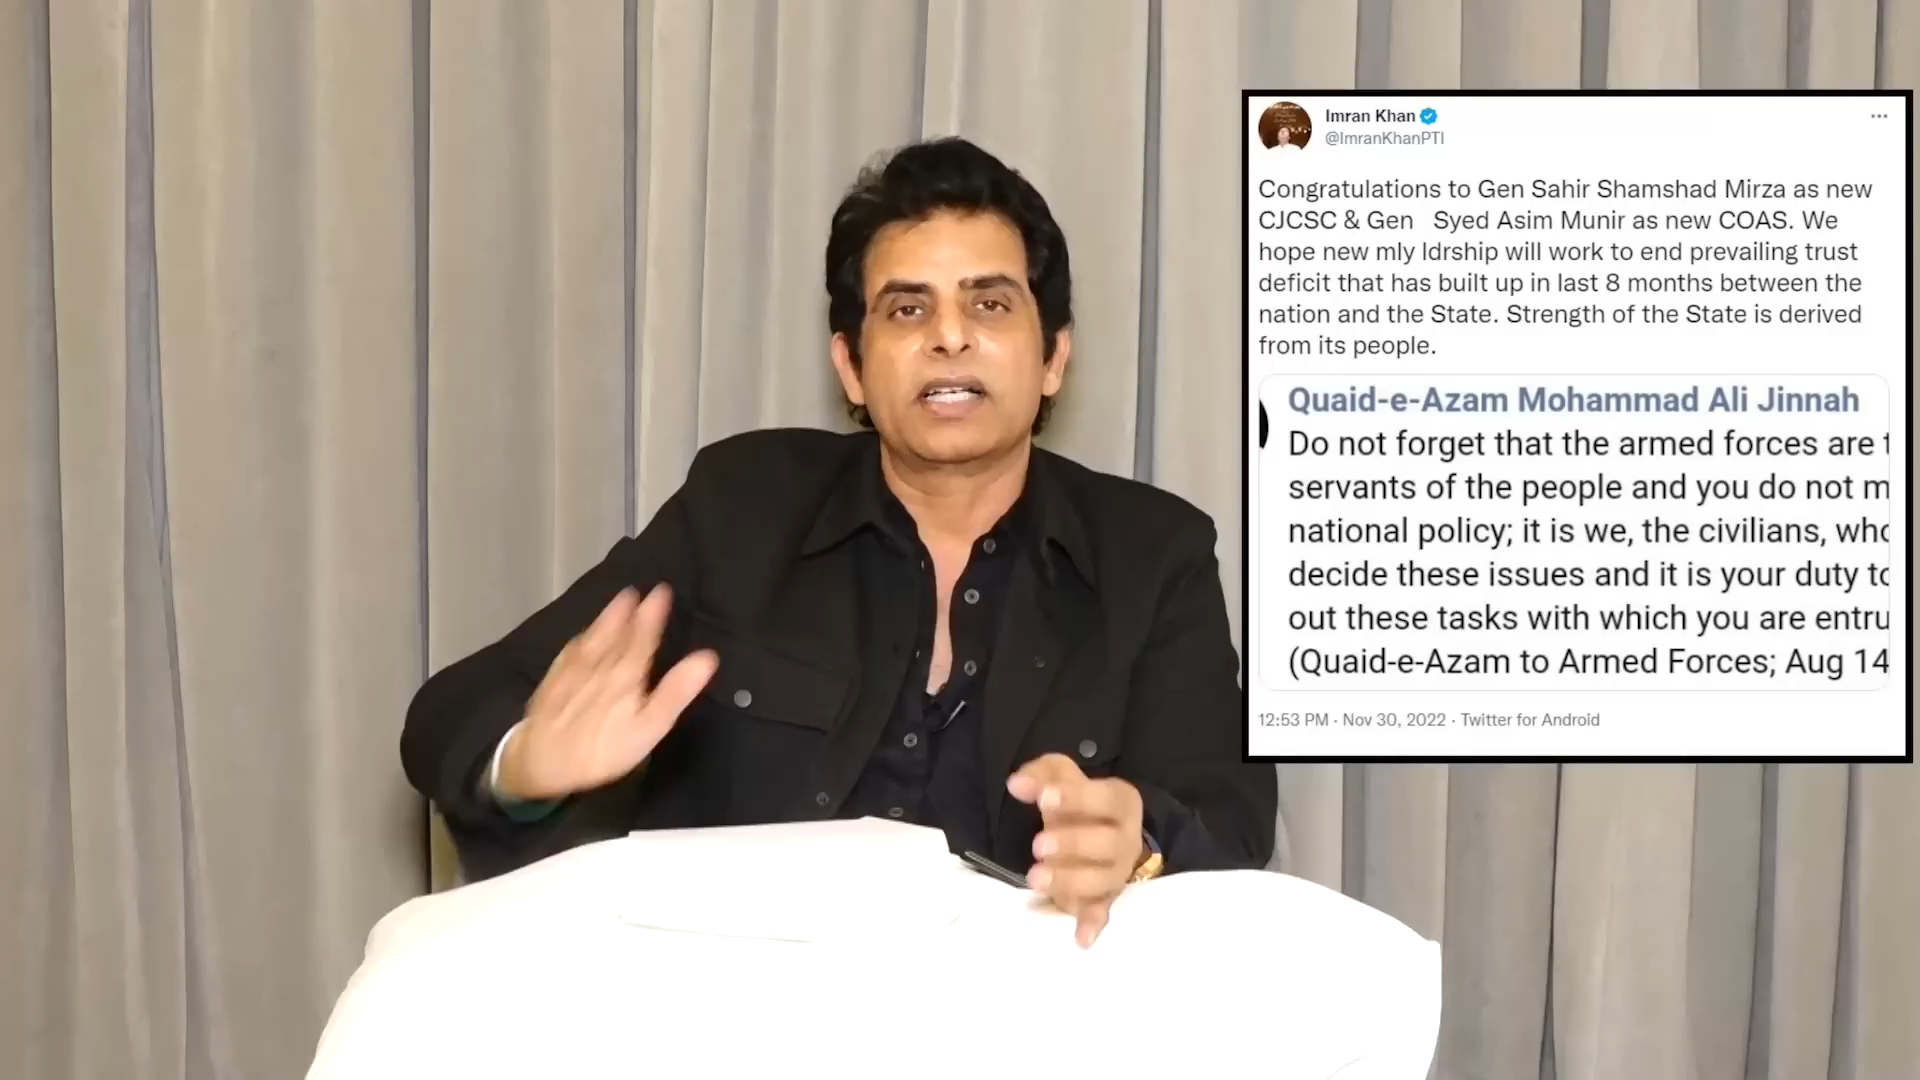 Imran Khan
@ImranKhanPTI
Congratulations to Gen Sahir Shamshad Mirza as new
CJCSC & Gen Syed Asim Munir as new COAS. We
hope new mly ldrship will work to end prevailing trust
deficit that has built up in last 8 months between the
nation and the State. Strength of the State is derived
from its people.
Quaid-e-Azam Mohammad Ali Jinnah
Do not forget that the armed forces are
servants of the people and you do not
national policy; it is we, the civilians,
decide these issues and it is your duty
out these tasks with which you are
(Quaid-e-Azam to Armed Forces; Aug 14
12:53 PM · Nov 30, 2022 · Twitter for Android